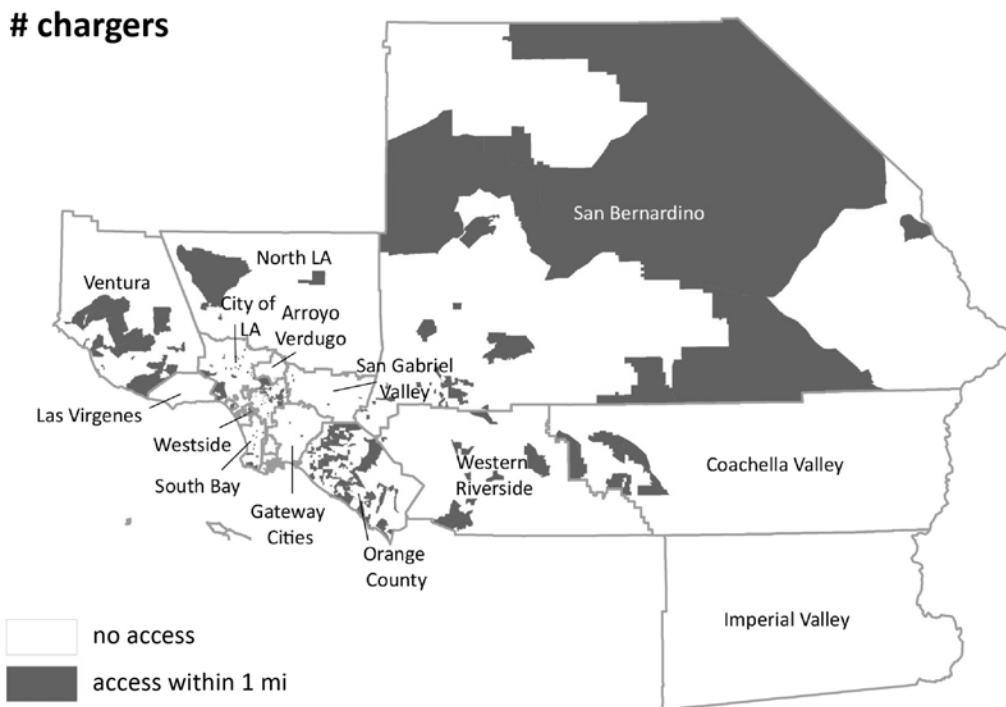 # chargers
San Bernardino
North LA
Ventura
City of
LA
Arroyo
Verdugo
San Gabriel
Valley
Las Virgenes
Westside
South Bay
Gateway
Cities
Orange
County
Western
Riverside
Coachella Valley
Imperial Valley
no access
access within 1 mi